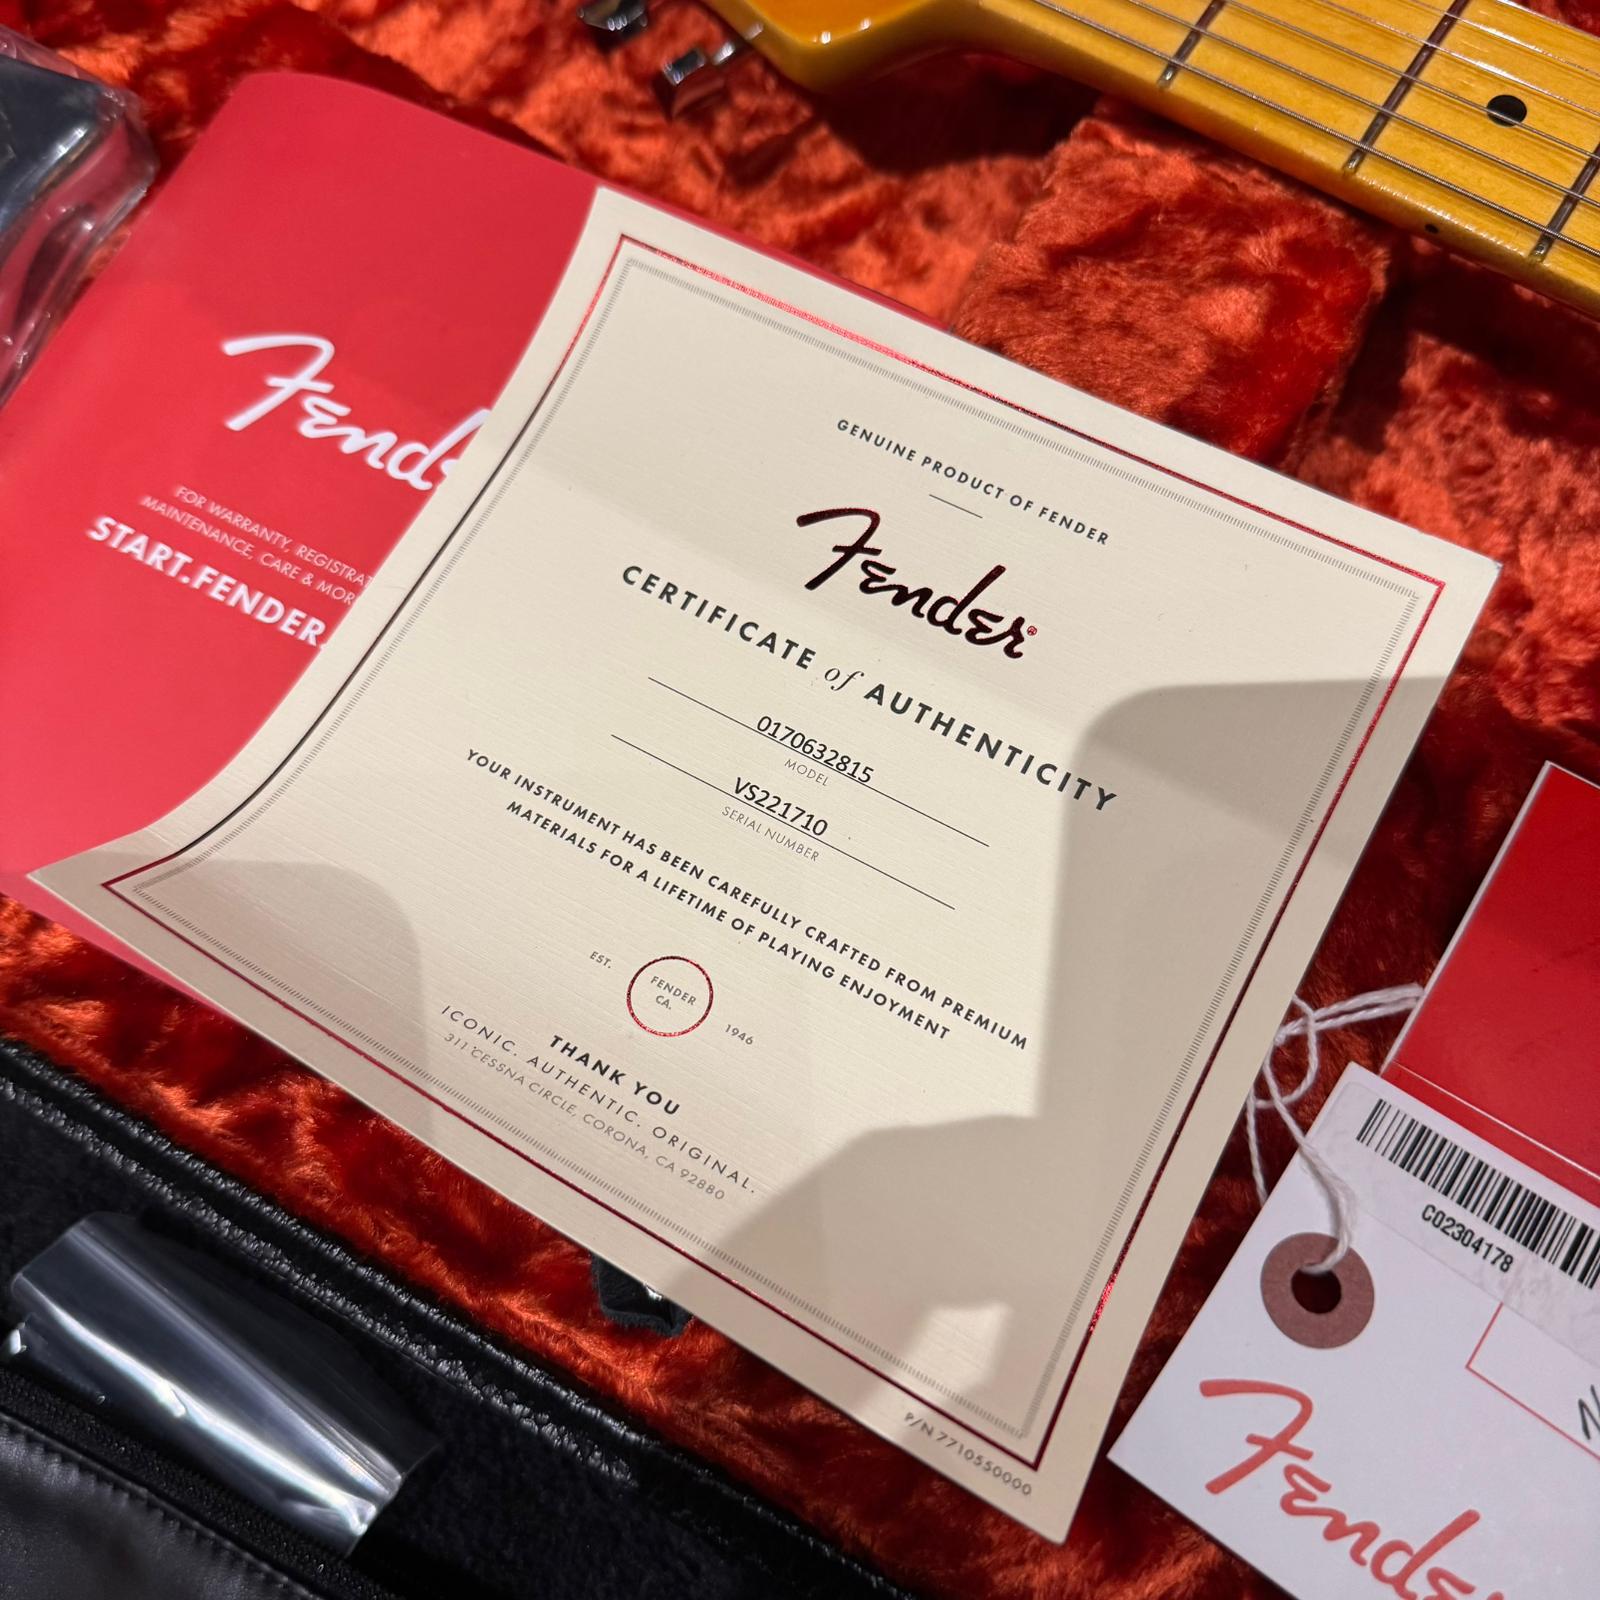 Fende
FOR WARRANTY, REGISTRAT
MAINTENANCE, CARE & MOR
START.FENDER.
GENUINE PRODUCT OF FENDER
Fender®
CERTIFICATE of AUTHENTICITY
0170632815
MODEL
VS221710
SERIAL NUMBER
YOUR INSTRUMENT HAS BEEN CAREFULLY CRAFTED FROM PREMIUM
MATERIALS FOR A LIFETIME OF PLAYING ENJOYMENT
EST.
FENDER
CA.
1946
THANK YOU
ICONIC. AUTHENTIC. ORIGINAL.
311 CESSNA CIRCLE, CORONA, CA 92880
P/N 7710550000
C02304178
Fender